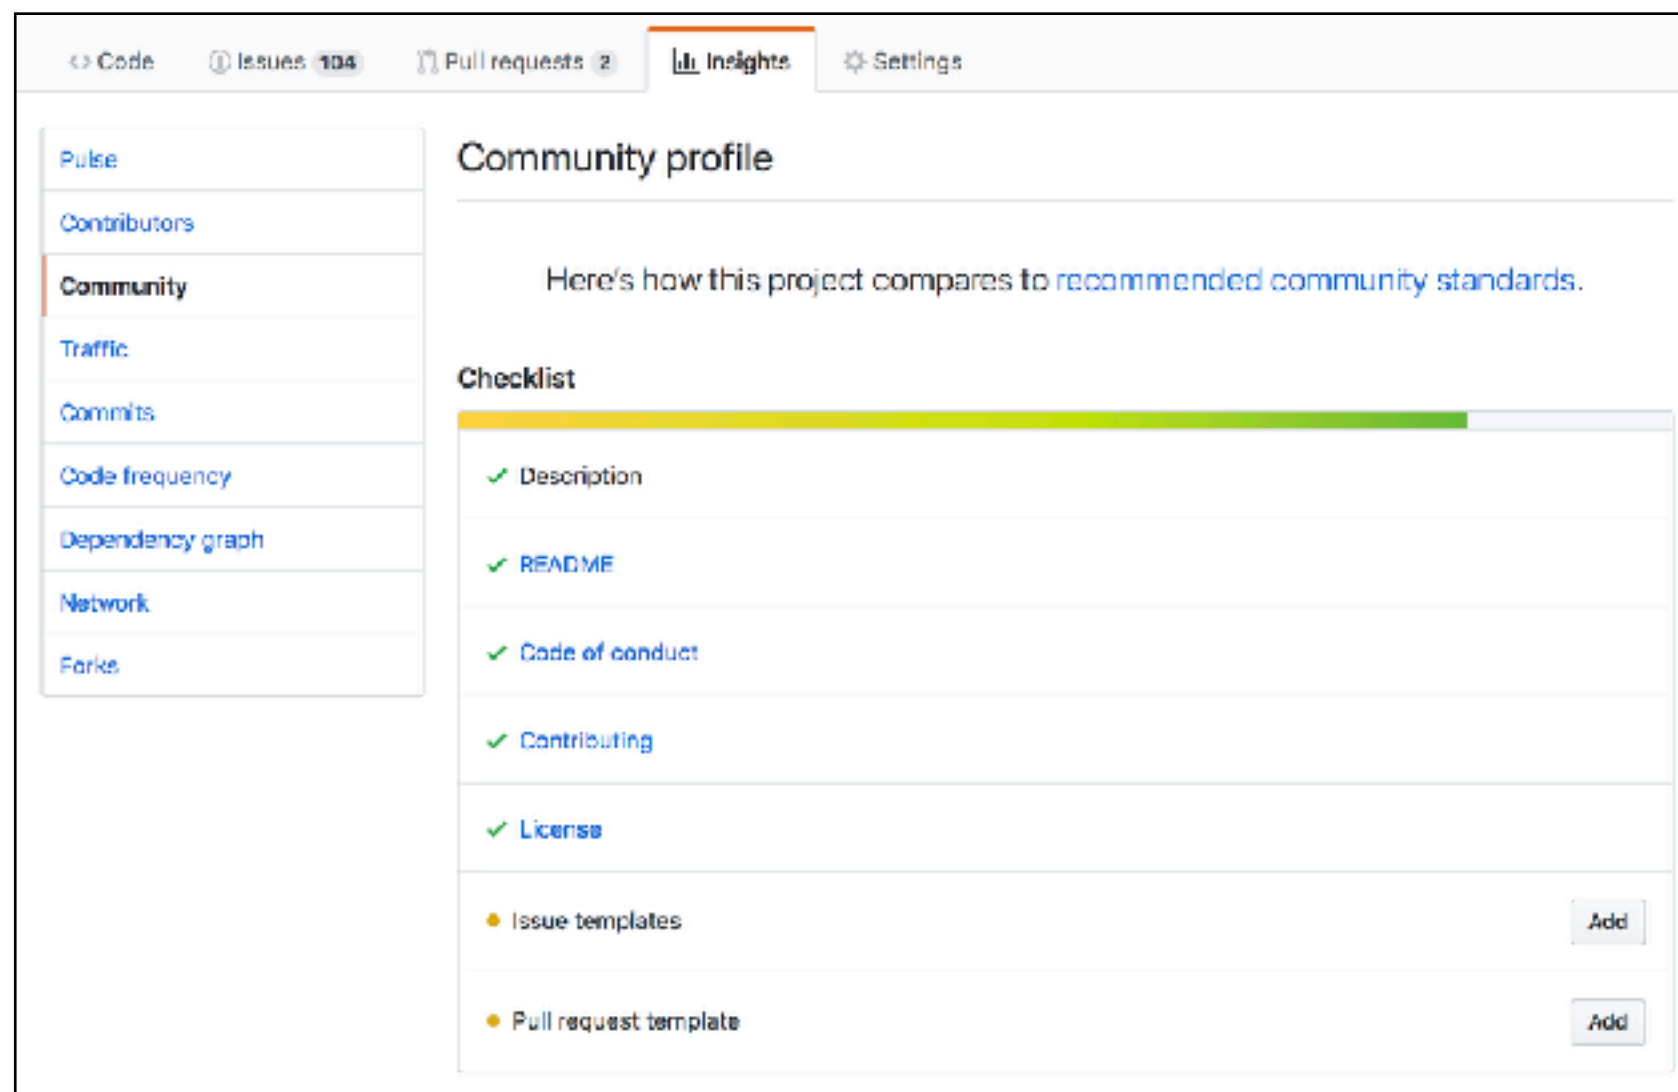 Code Issues 104 Pull requests 2 Insights Settings
Pulse
Contributors
Community
Traffic
Commits
Code frequency
Dependency graph
Network
Forks
Community profile
Here's how this project compares to recommended community standards.
Checklist
Description
README
Code of conduct
Contributing
License
Issue templates Add
Pull request template Add